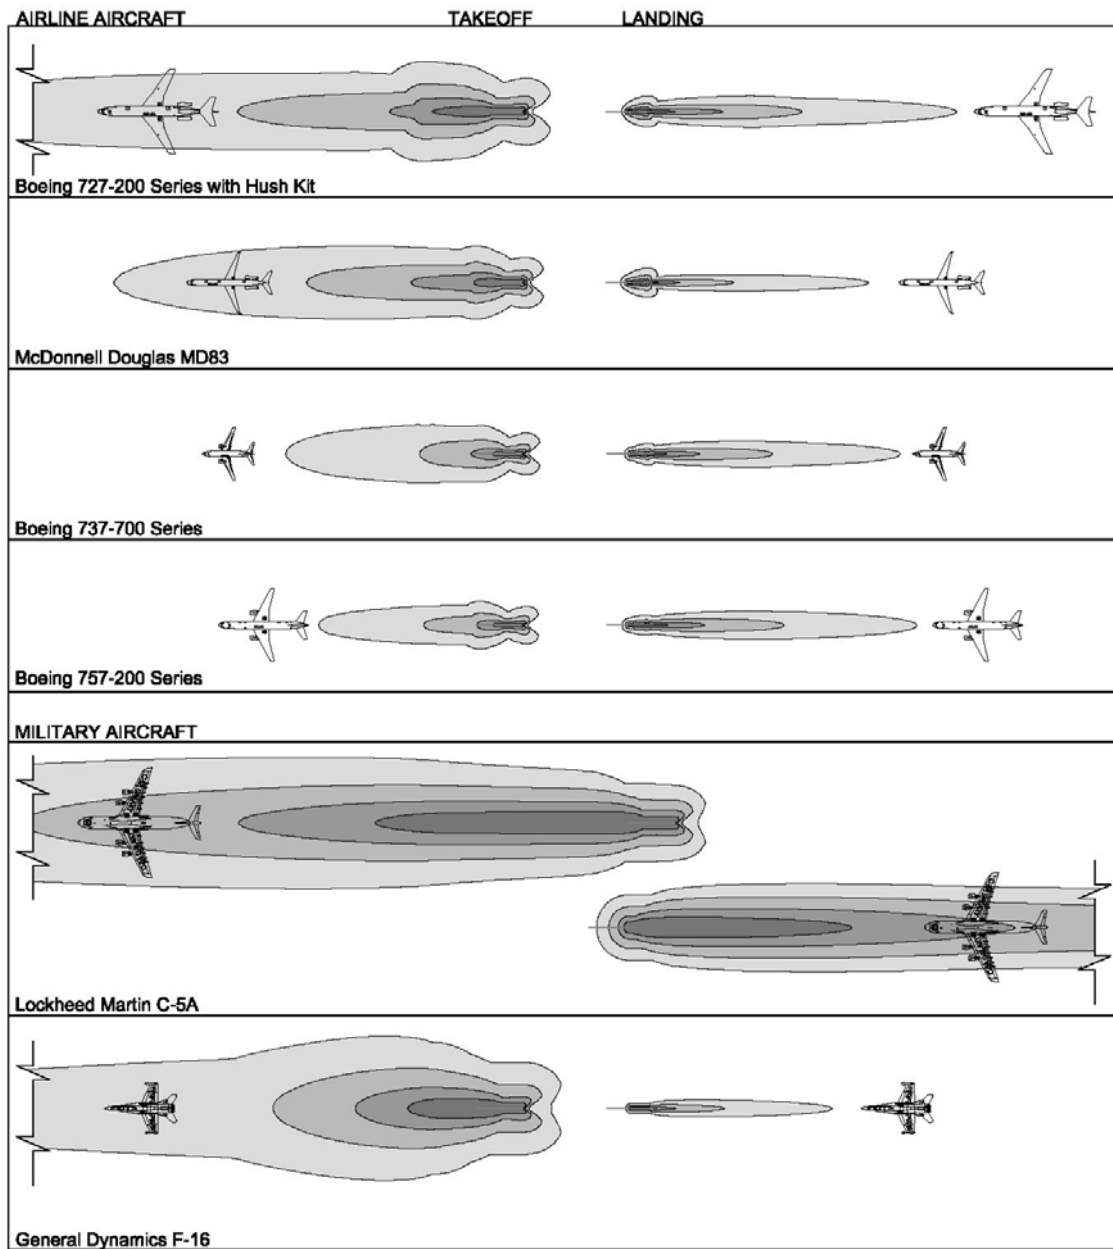 AIRLINE AIRCRAFT TAKEOFF LANDING
Boeing 727-200 Series with Hush Kit
McDonnell Douglas MD83
Boeing 737-700 Series
Boeing 757-200 Series
MILITARY AIRCRAFT
Lockheed Martin C-5A
General Dynamics F-16